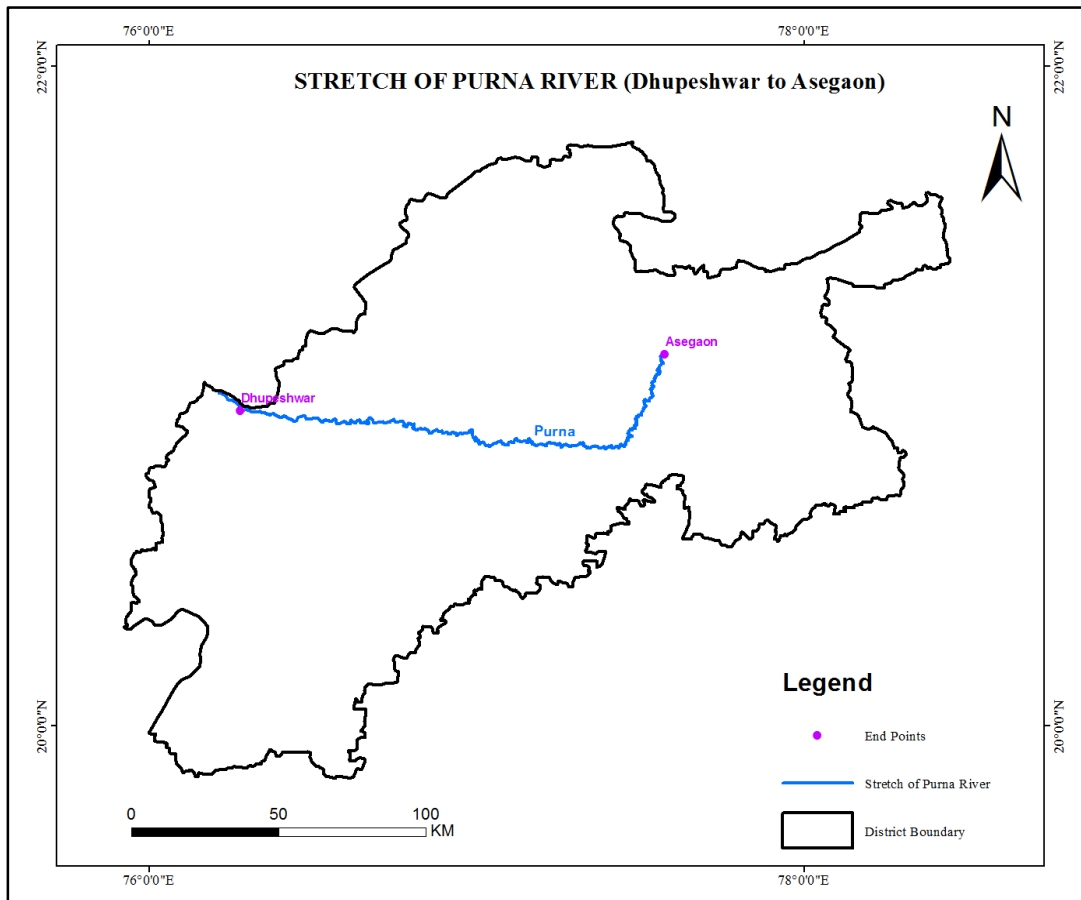 76°0'0"E 78°0'0"E
22°0'0"N 22°0'0"N
STRETCH OF PURNA RIVER (Dhupeshwar to Asegaon)
N
Asegaon
Dhupeshwar
Purna
Legend
20°0'0"N 20°0'0"N
End Points
Stretch of Purna River
0 50 100
KM
District Boundary
76°0'0"E 78°0'0"E